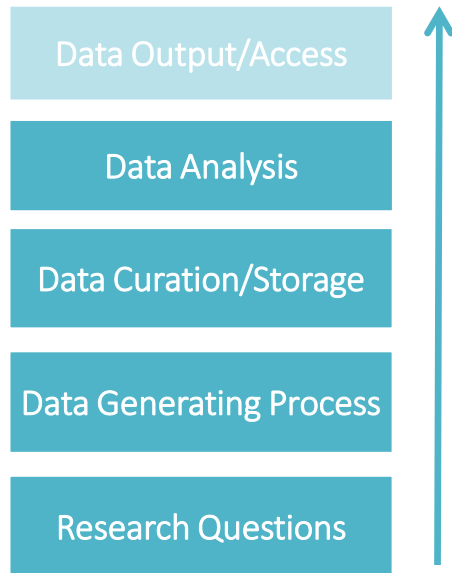 Data Output/Access
Data Analysis
Data Curation/Storage
Data Generating Process
Research Questions